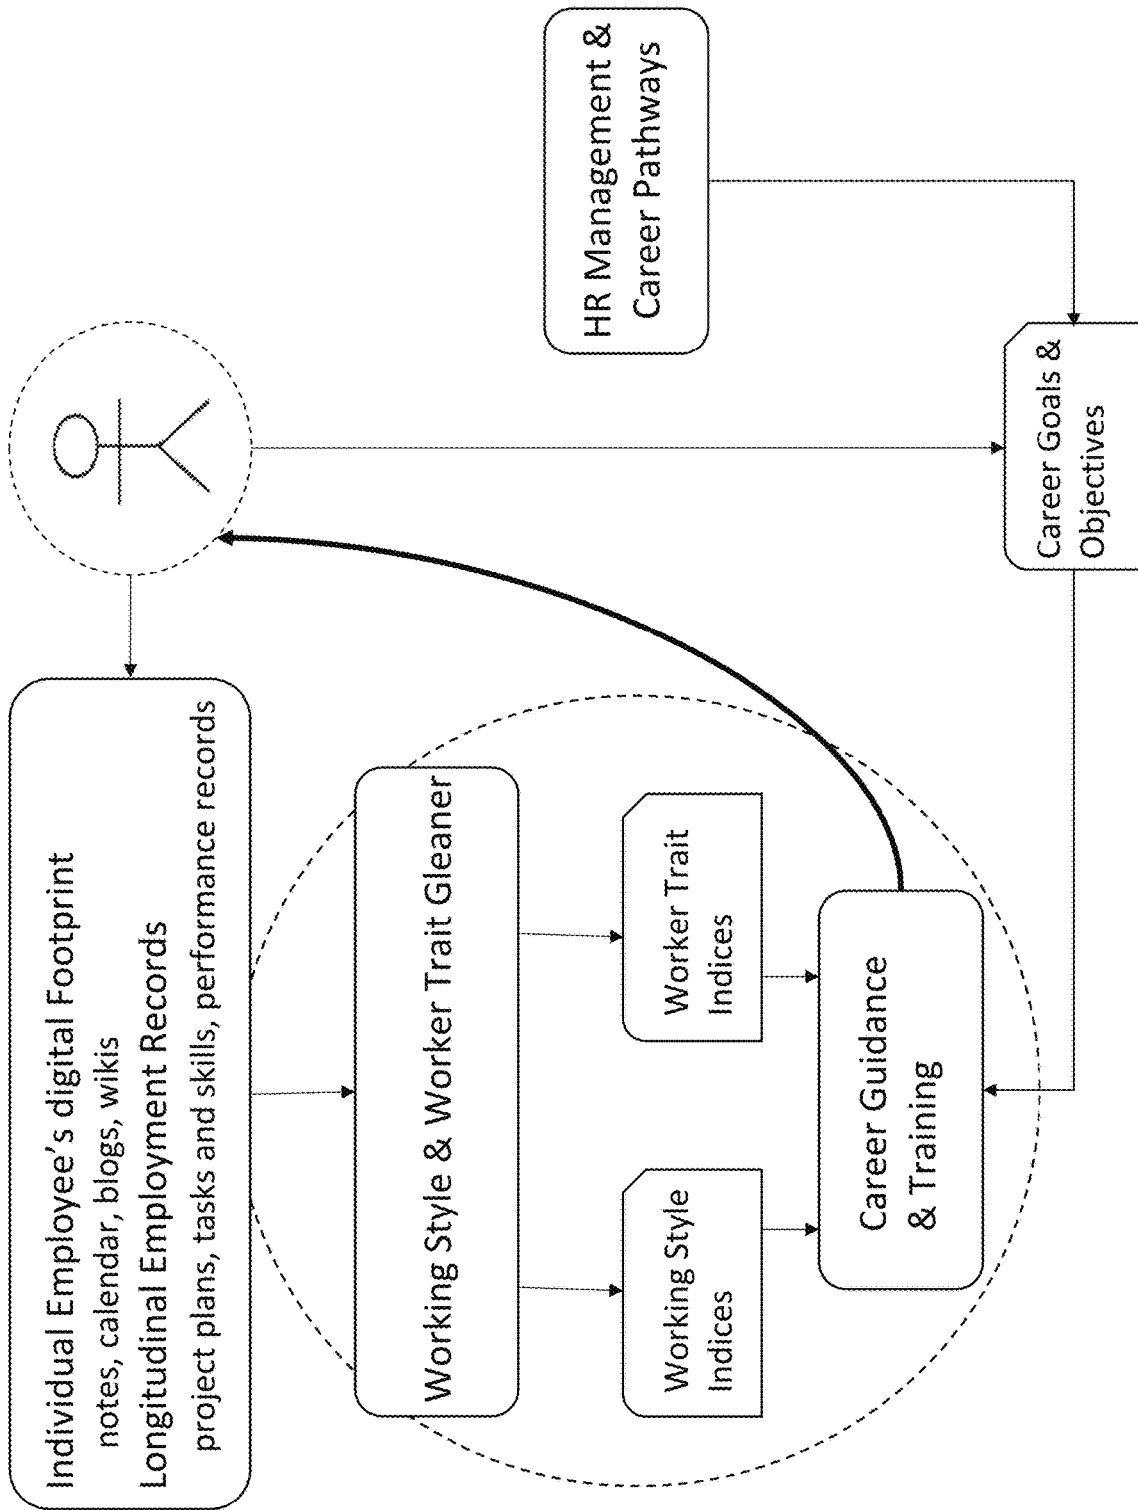 Individual Employee's digital Footprint
notes, calendar, blogs, wikis
Longitudinal Employment Records
project plans, tasks and skills, performance records
Working Style & Worker Trait Gleaner
Working Style
Indices
Worker Trait
Indices
Career Guidance
& Training
HR Management &
Career Pathways
Career Goals &
Objectives